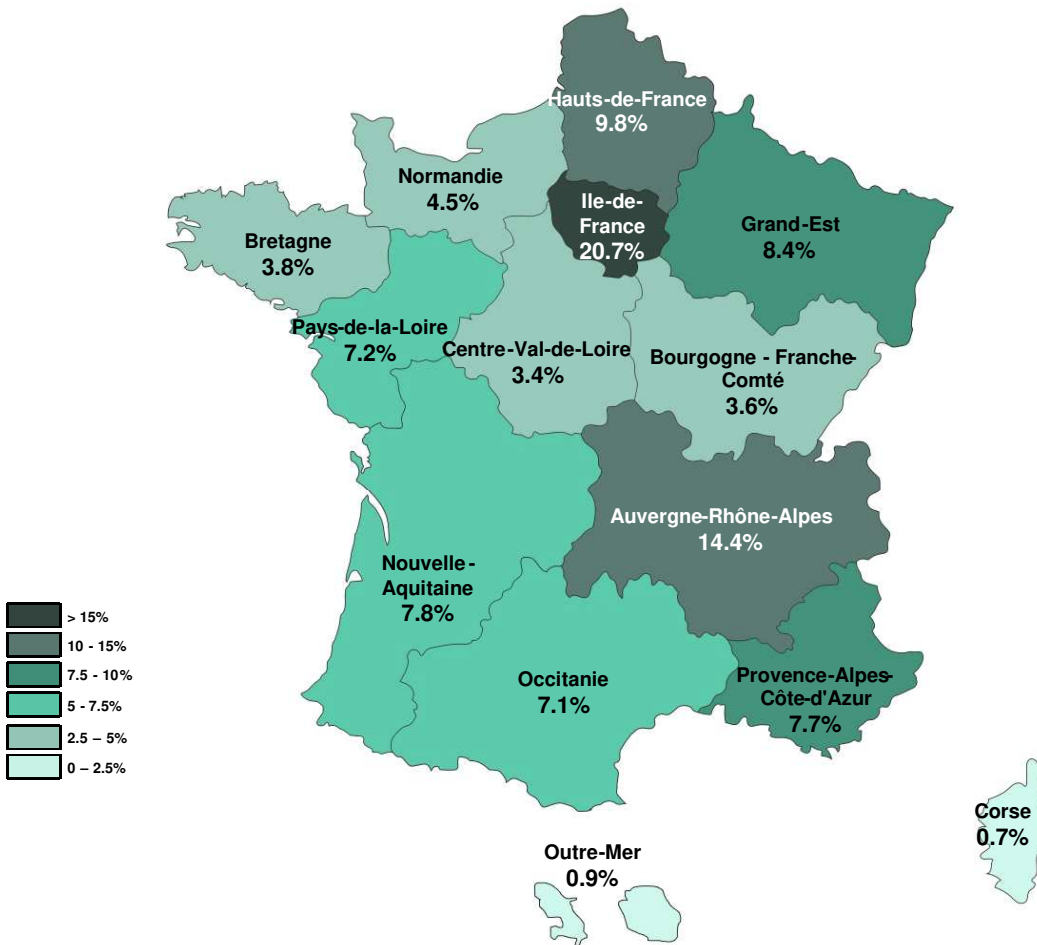 Hauts-de-France
9.8%
Normandie
4.5%
Ile-de-
France
20.7%
Grand-Est
8.4%
Bretagne
3.8%
Pays-de-la-Loire
7.2%
Centre-Val-de-Loire
3.4%
Bourgogne - Franche-
Comté
3.6%
Auvergne-Rhône-Alpes
14.4%
Nouvelle-
Aquitaine
7.8%
Occitanie
7.1%
Provence-Alpes-
Côte-d'Azur
7.7%
Corse
0.7%
Outre-Mer
0.9%
> 15%
10 - 15%
7.5 - 10%
5 - 7.5%
2.5 – 5%
0 – 2.5%